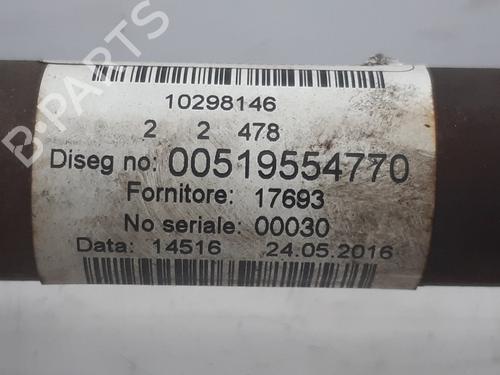 B-PARTS
10298146
2 2 478
Diseg no: 00519554770
Fornitore: 17693
No seriale: 00030
Data: 14516 24.05.2016